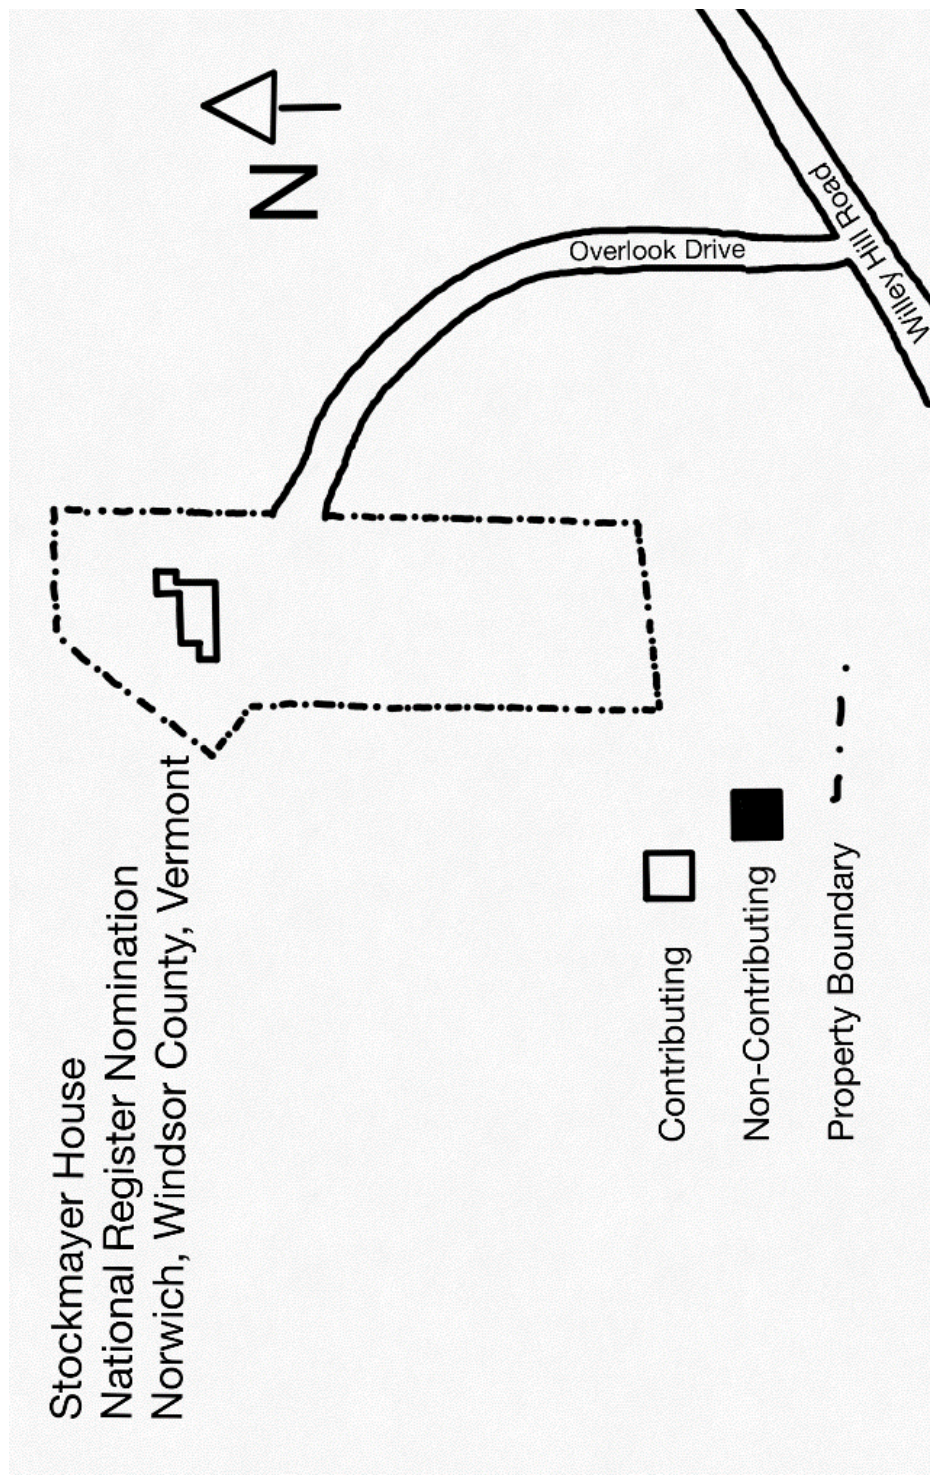 Stockmayer House
National Register Nomination
Norwich, Windsor County, Vermont
N
Overlook Drive
Willey Hill Road
Contributing
Non-Contributing
Property Boundary